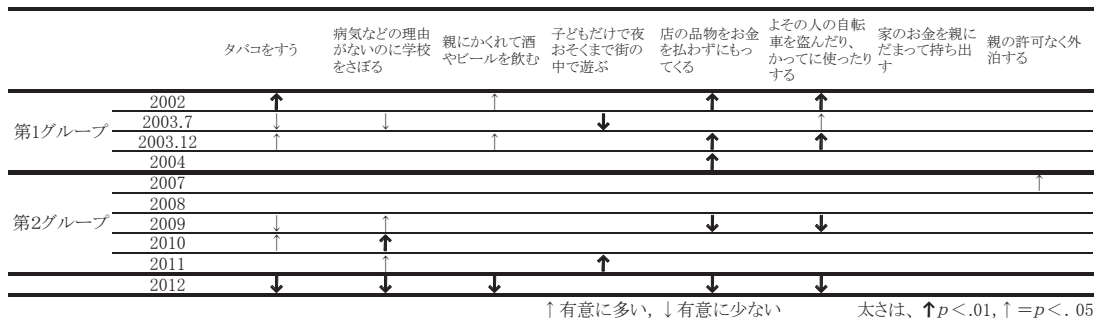 タバコをすう
病気などの理由
がないのに学校
をさぼる
親にかくれて酒
やビールを飲む
子どもだけで夜
おそくまで街の
中で遊ぶ
店の品物をお金
を払わずにもっ
てくる
よその人の自転
車を盗んだり、
かってに使ったり
する
家のお金を親に
だまって持ち出
す
親の許可なく外
泊する
第1グループ
2002 ↑ ↑ ↑ ↑
2003.7 ↓ ↓ ↓ ↑
2003.12 ↑ ↑ ↑ ↑
2004 ↑
第2グループ
2007 ↑
2008
2009 ↓ ↑ ↓ ↓
2010 ↑ ↑
2011 ↑ ↑
2012 ↓ ↓ ↓ ↓ ↓
↑有意に多い, ↓有意に少ない 太さは、↑p<.01,↑=p<. 05